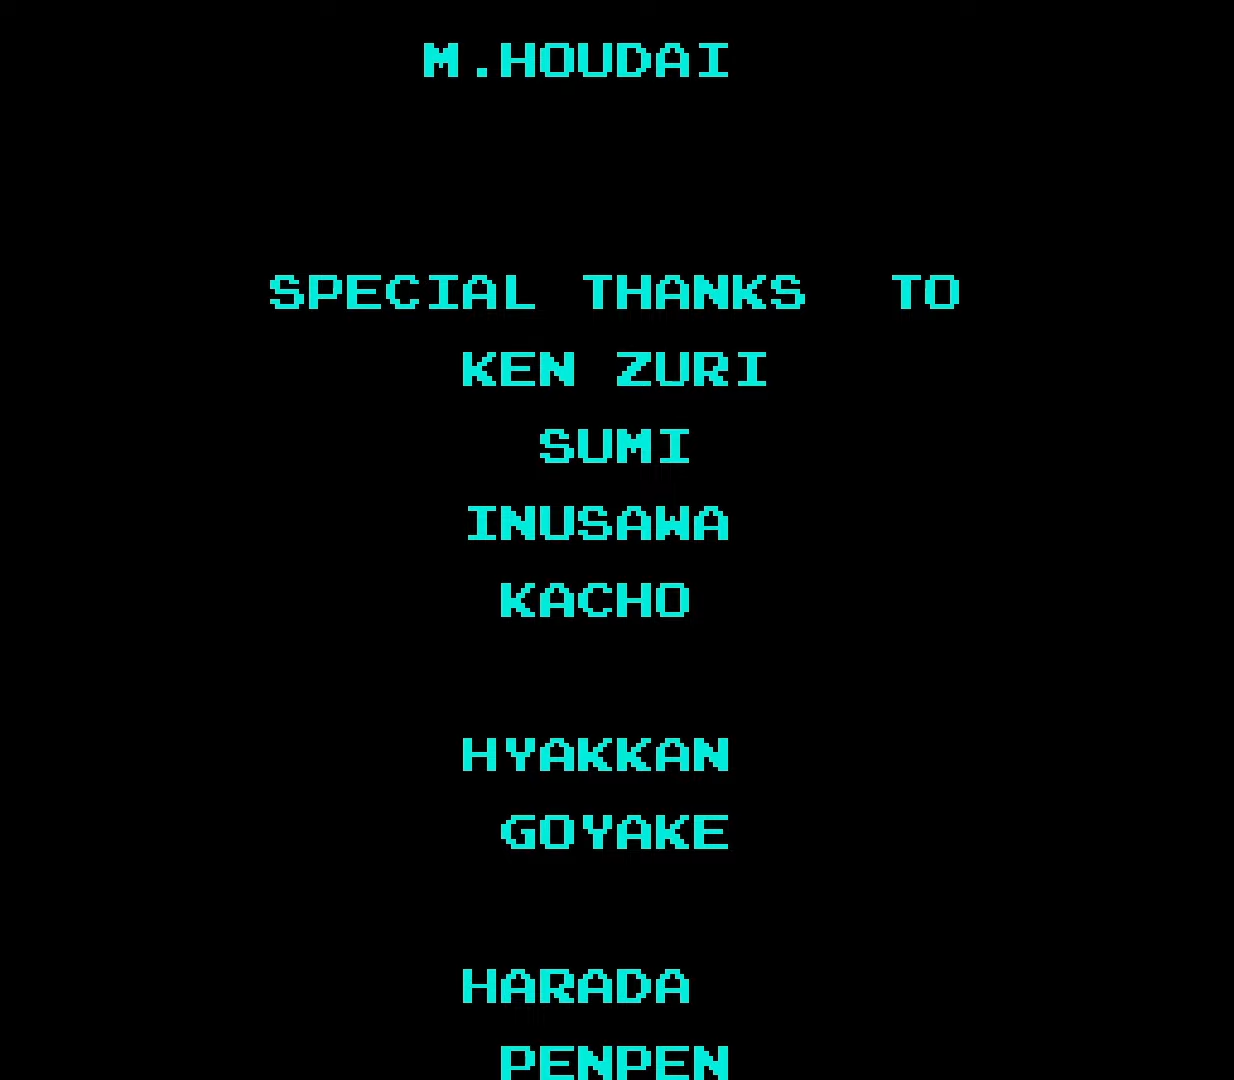 M.HOUDAI
SPECIAL THANKS  TO
KEN ZURI
SUMI
INUSAWA
KACHO
HYAKKAN
GOYAKE
HARADA
PENPEN